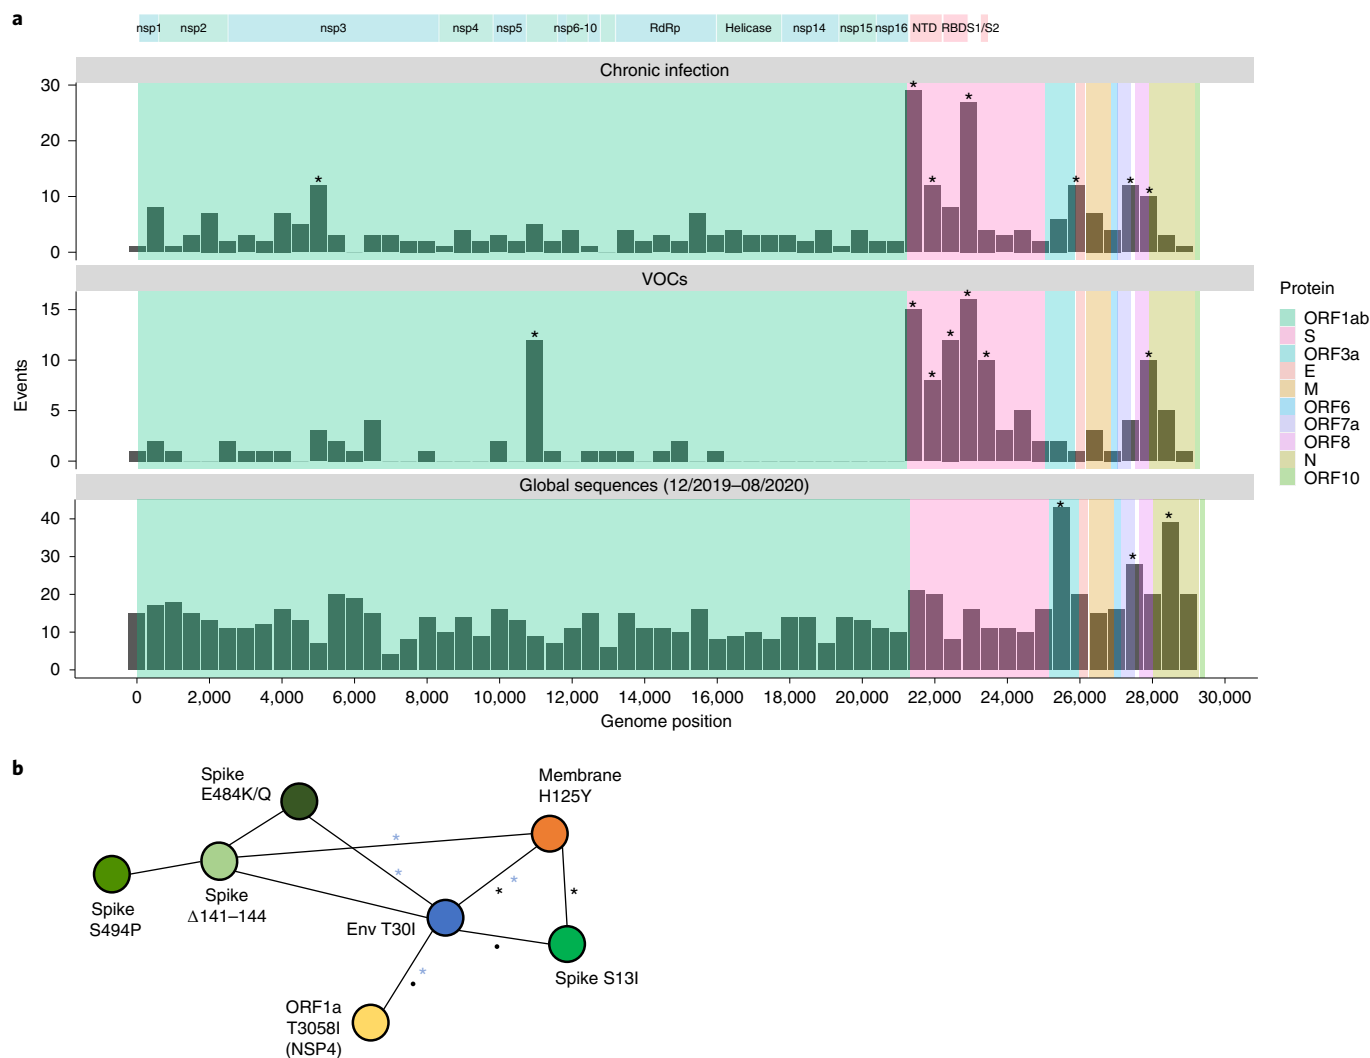 a
nsp1 nsp2 nsp3 nsp4 nsp5 nsp6-10 RdRp Helicase nsp14 nsp15 nsp16 NTD RBD S1/S2
Chronic infection
30
20
10
0
* * * * * * *
VOCs
15
10
5
0
* * * * * * *
Global sequences (12/2019–08/2020)
40
30
20
10
0
* * *
Events
0 2,000 4,000 6,000 8,000 10,000 12,000 14,000 16,000 18,000 20,000 22,000 24,000 26,000 28,000 30,000
Genome position
Protein
ORF1ab
S
ORF3a
E
M
ORF6
ORF7a
ORF8
N
ORF10
b
Spike
E484K/Q
Membrane
H125Y
Spike
S494P
Spike
Δ141–144
Env T30I
Spike S13I
ORF1a
T3058I
(NSP4)
* * * * * *
• •